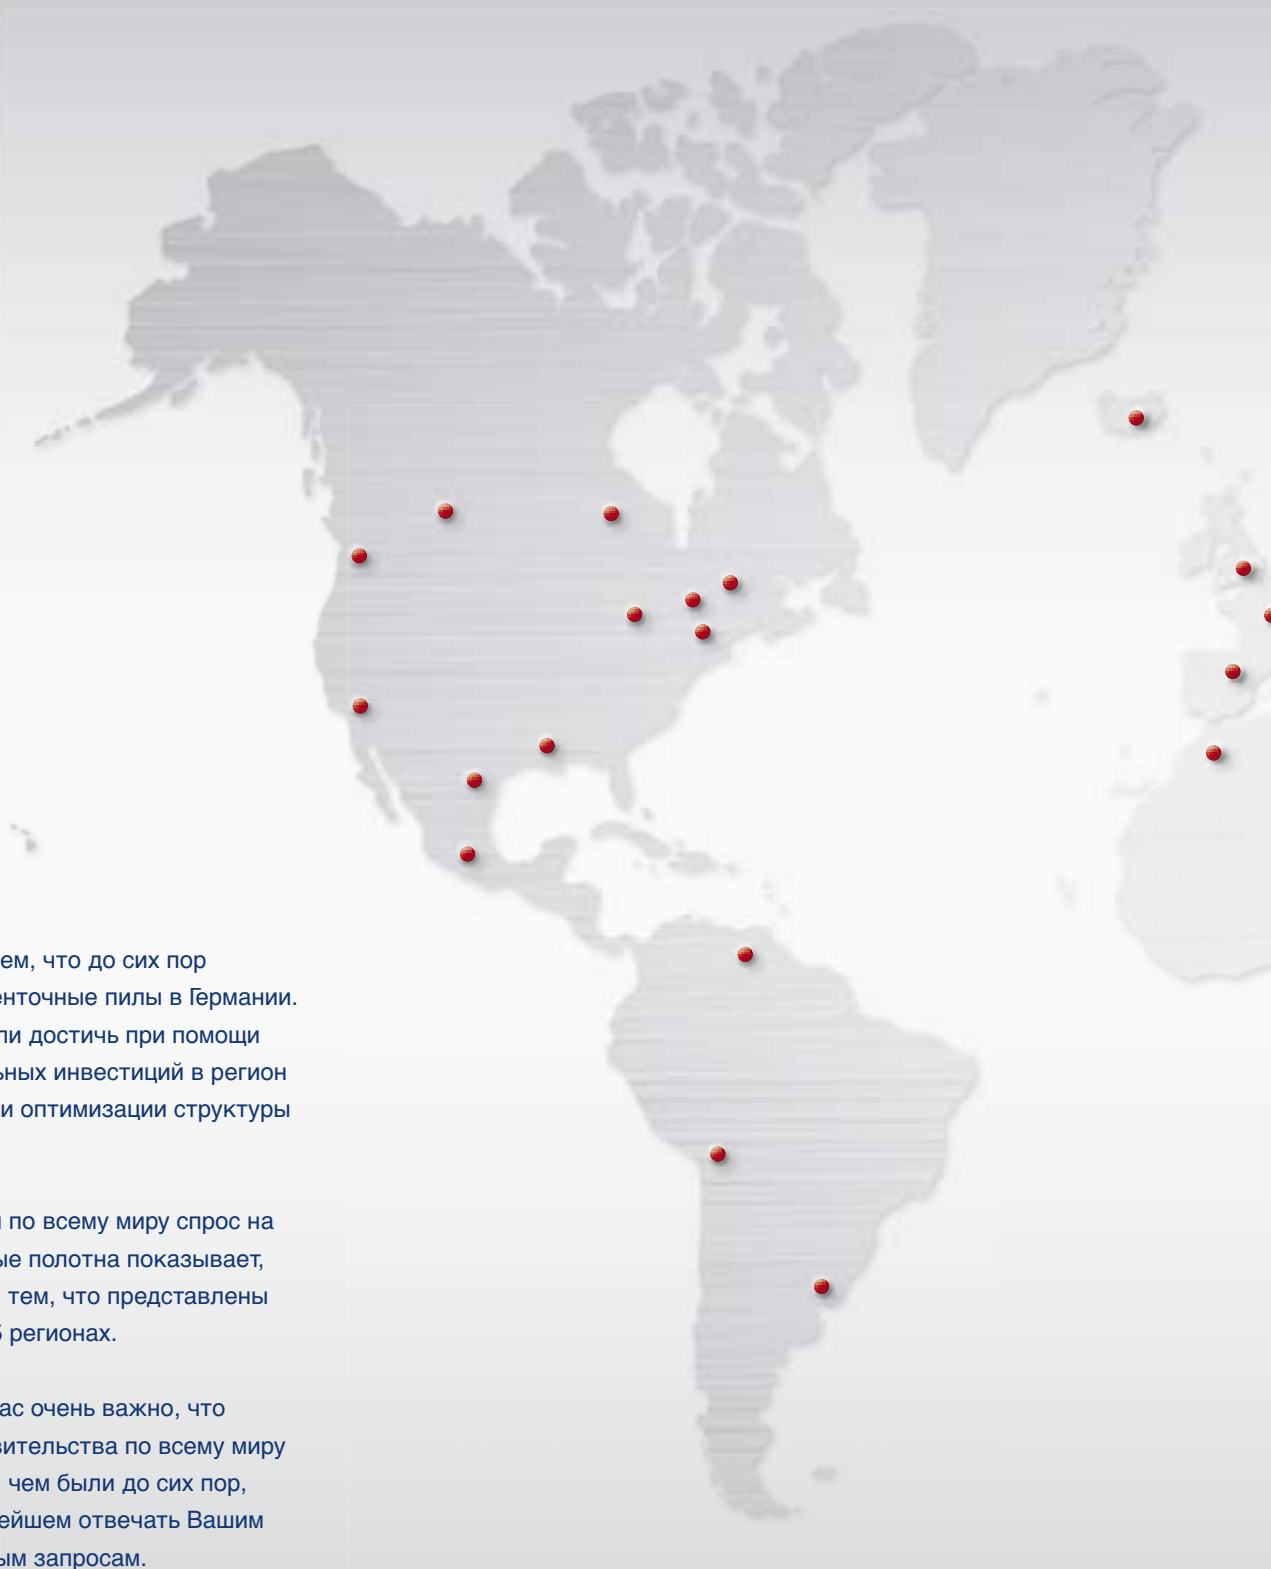 ем, что до сих пор
енточные пилы в Германии.
ли достичь при помощи
ьных инвестиций в регион
и оптимизации структуры
по всему миру спрос на
ые полотна показывает,
тем, что представлены
регионах.
ас очень важно, что
вительства по всему миру
чем были до сих пор,
ейшем отвечать Вашим
ым запросам.